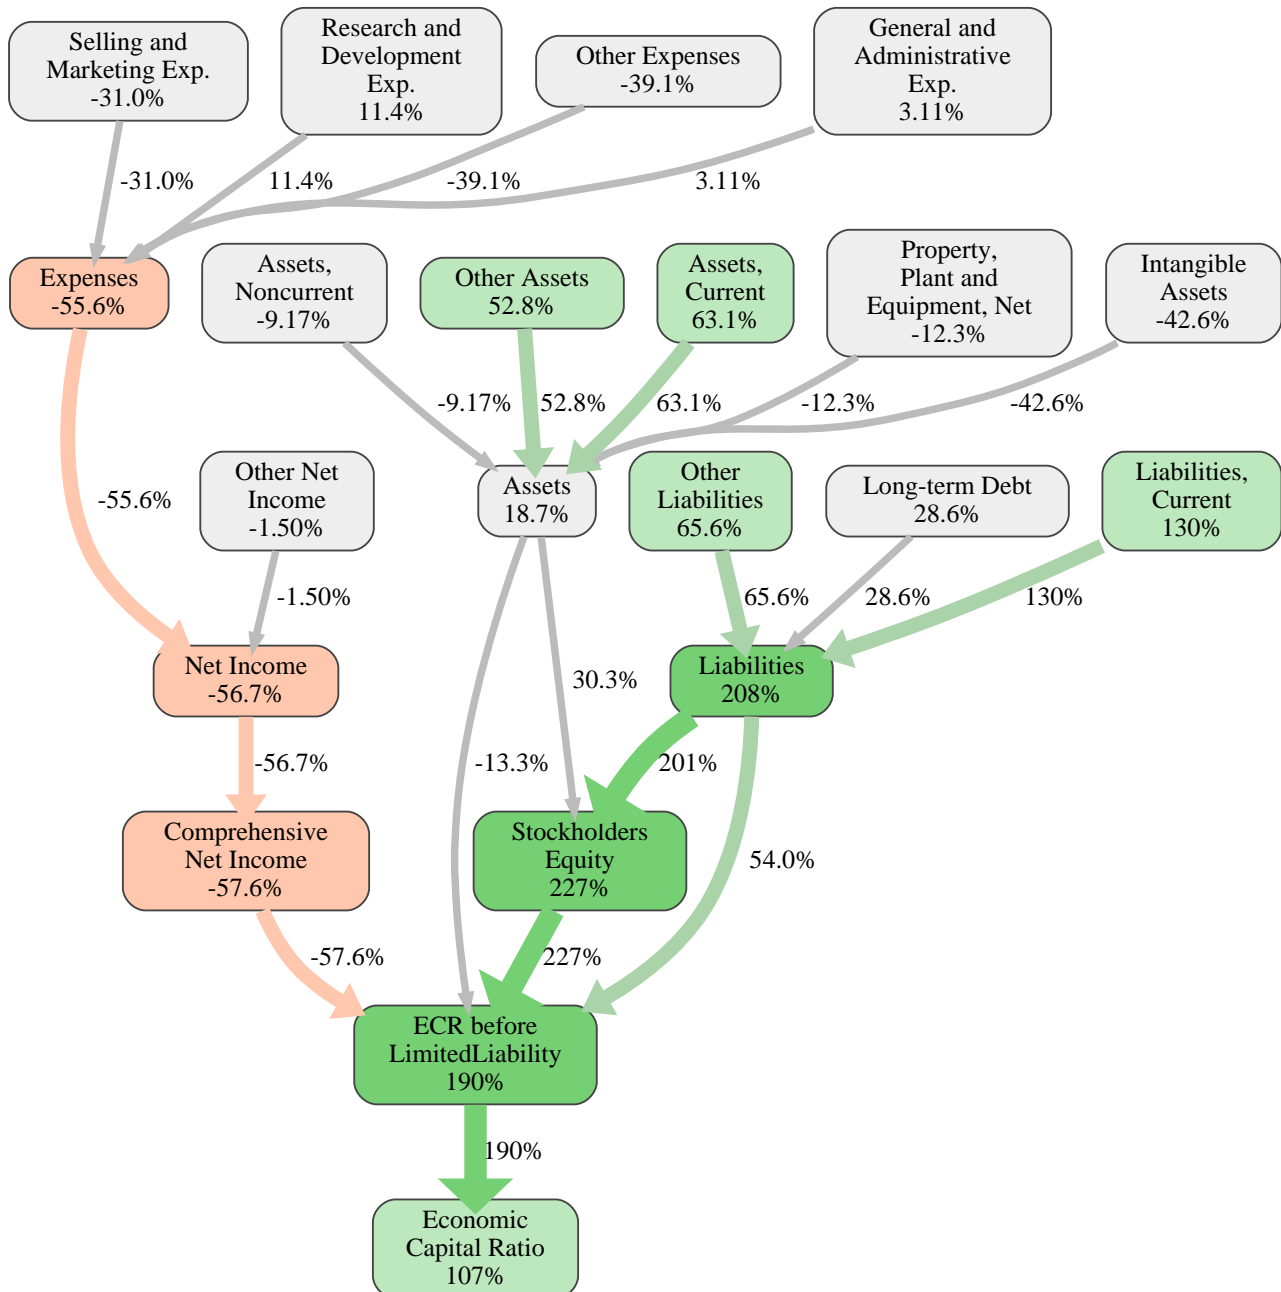 Selling and
Marketing Exp.
-31.0%
Research and
Development
Exp.
11.4%
Other Expenses
-39.1%
General and
Administrative
Exp.
3.11%
-31.0%
11.4%
-39.1%
3.11%
Expenses
-55.6%
Assets,
Noncurrent
-9.17%
Other Assets
52.8%
Assets,
Current
63.1%
Property,
Plant and
Equipment, Net
-12.3%
Intangible
Assets
-42.6%
-9.17%
52.8%
63.1%
-12.3%
-42.6%
-55.6%
Other Net
Income
-1.50%
Assets
18.7%
Other
Liabilities
65.6%
Long-term Debt
28.6%
Liabilities,
Current
130%
-1.50%
65.6%
28.6%
130%
Net Income
-56.7%
30.3%
Liabilities
208%
-56.7%
-13.3%
201%
Comprehensive
Net Income
-57.6%
Stockholders
Equity
227%
54.0%
-57.6%
227%
ECR before
LimitedLiability
190%
190%
Economic
Capital Ratio
107%